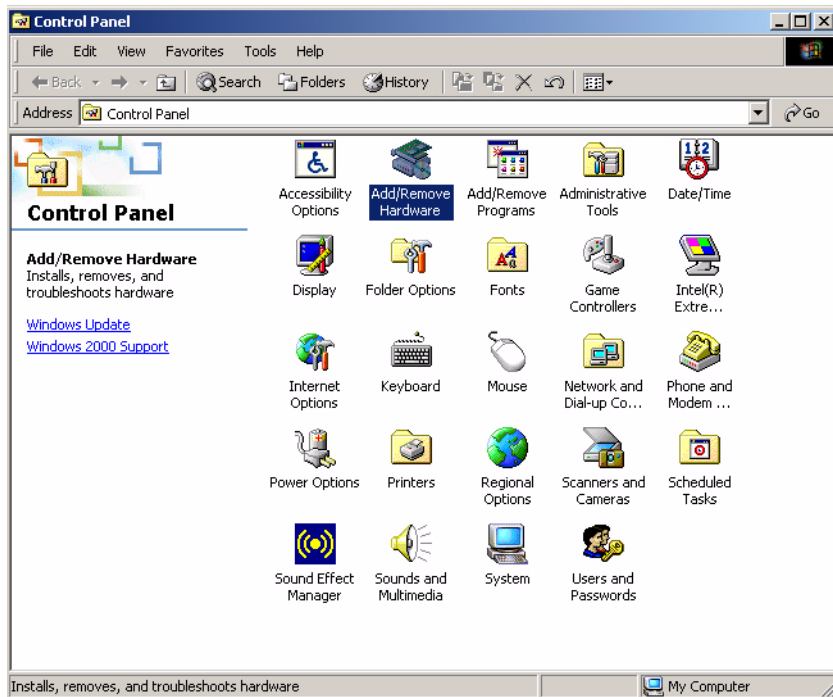 Control Panel
File Edit View Favorites Tools Help
Back Search Folders History
Address Control Panel Go
Control Panel
Add/Remove Hardware
Installs, removes, and
troubleshoots hardware
Windows Update
Windows 2000 Support
Accessibility
Options
Add/Remove
Hardware
Add/Remove
Programs
Administrative
Tools
Date/Time
Display
Folder Options
Fonts
Game
Controllers
Intel(R)
Extre...
Internet
Options
Keyboard
Mouse
Network and
Dial-up Co...
Phone and
Modem ...
Power Options
Printers
Regional
Options
Scanners and
Cameras
Scheduled
Tasks
Sound Effect
Manager
Sounds and
Multimedia
System
Users and
Passwords
Installs, removes, and troubleshoots hardware My Computer